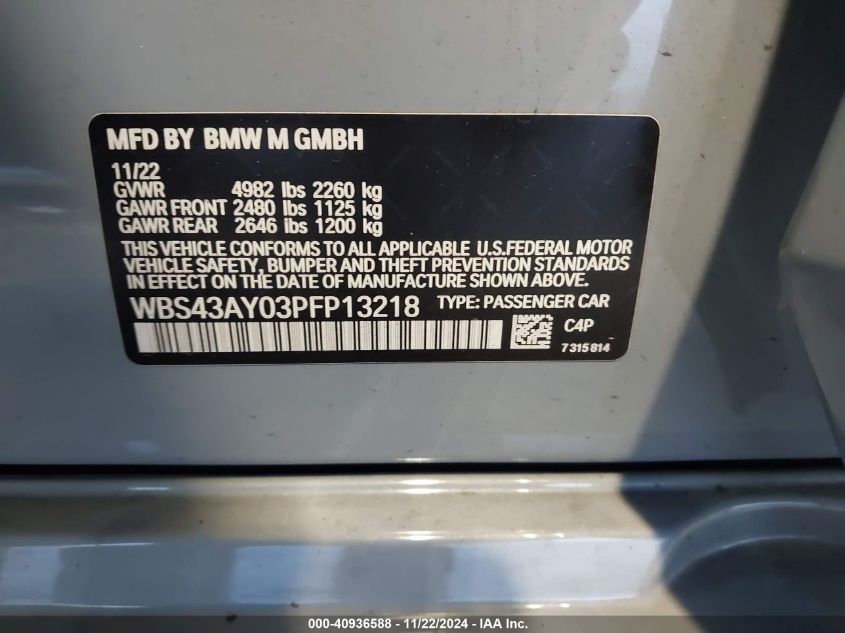 MFD BY BMW M GMBH
11/22
GVWR 4982 lbs 2260 kg
GAWR FRONT 2480 lbs 1125 kg
GAWR REAR 2646 lbs 1200 kg
THIS VEHICLE CONFORMS TO ALL APPLICABLE U.S.FEDERAL MOTOR
VEHICLE SAFETY, BUMPER AND THEFT PREVENTION STANDARDS
IN EFFECT ON THE DATE OF MANUFACTURE SHOWN ABOVE.
WBS43AY03PFP13218 TYPE: PASSENGER CAR
C4P
7315814
000-40936588 - 11/22/2024 - IAA Inc.